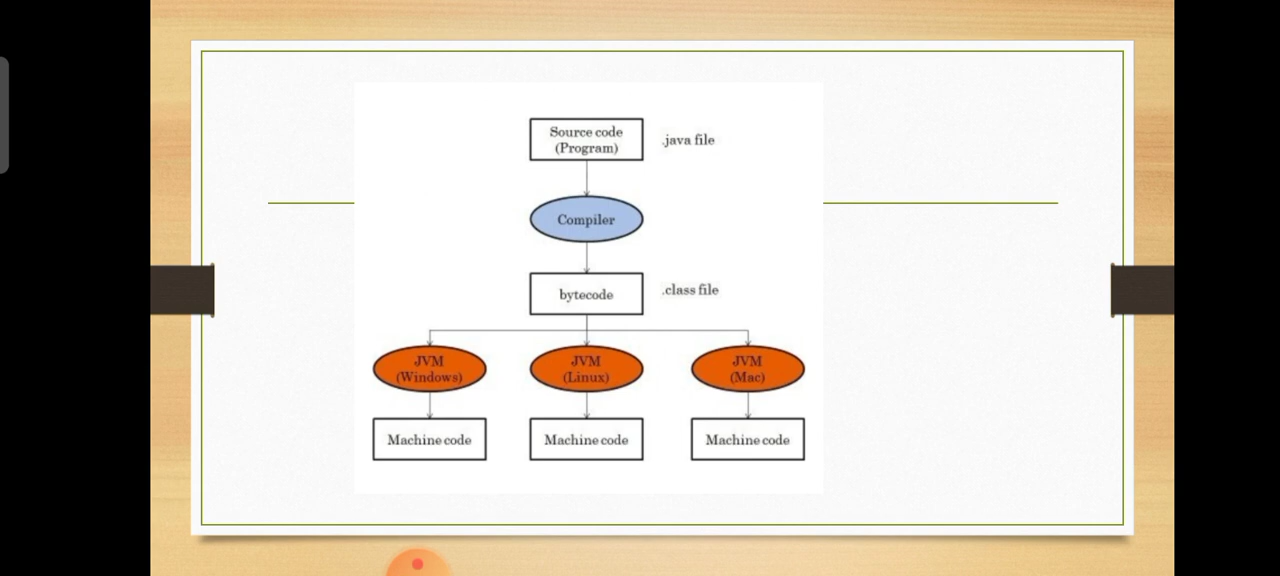 Source code
(Program)
.java file
Compiler
bytecode
.class file
JVM
(Windows)
JVM
(Linux)
JVM
(Mac)
Machine code
Machine code
Machine code